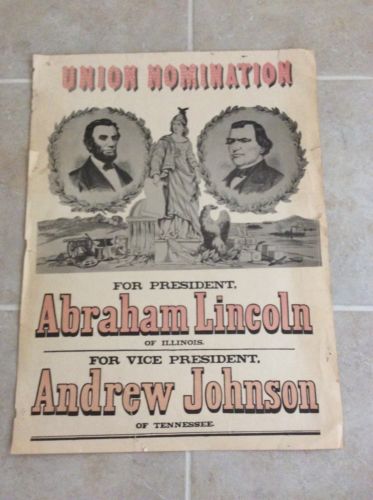 UNION NOMINATION
FOR PRESIDENT,
Abraham Lincoln
OF ILLINOIS.
FOR VICE PRESIDENT,
Andrew Johnson
OF TENNESSEE.